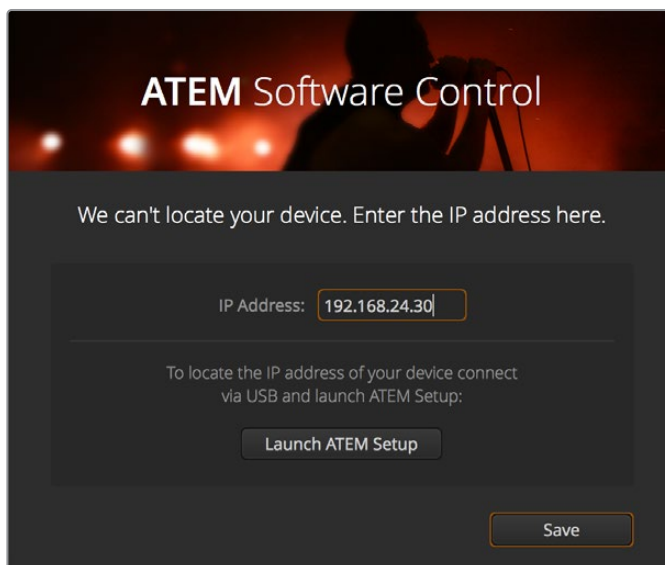 ATEM Software Control
We can't locate your device. Enter the IP address here.
IP Address: 192.168.24.30
To locate the IP address of your device connect
via USB and launch ATEM Setup:
Launch ATEM Setup
Save